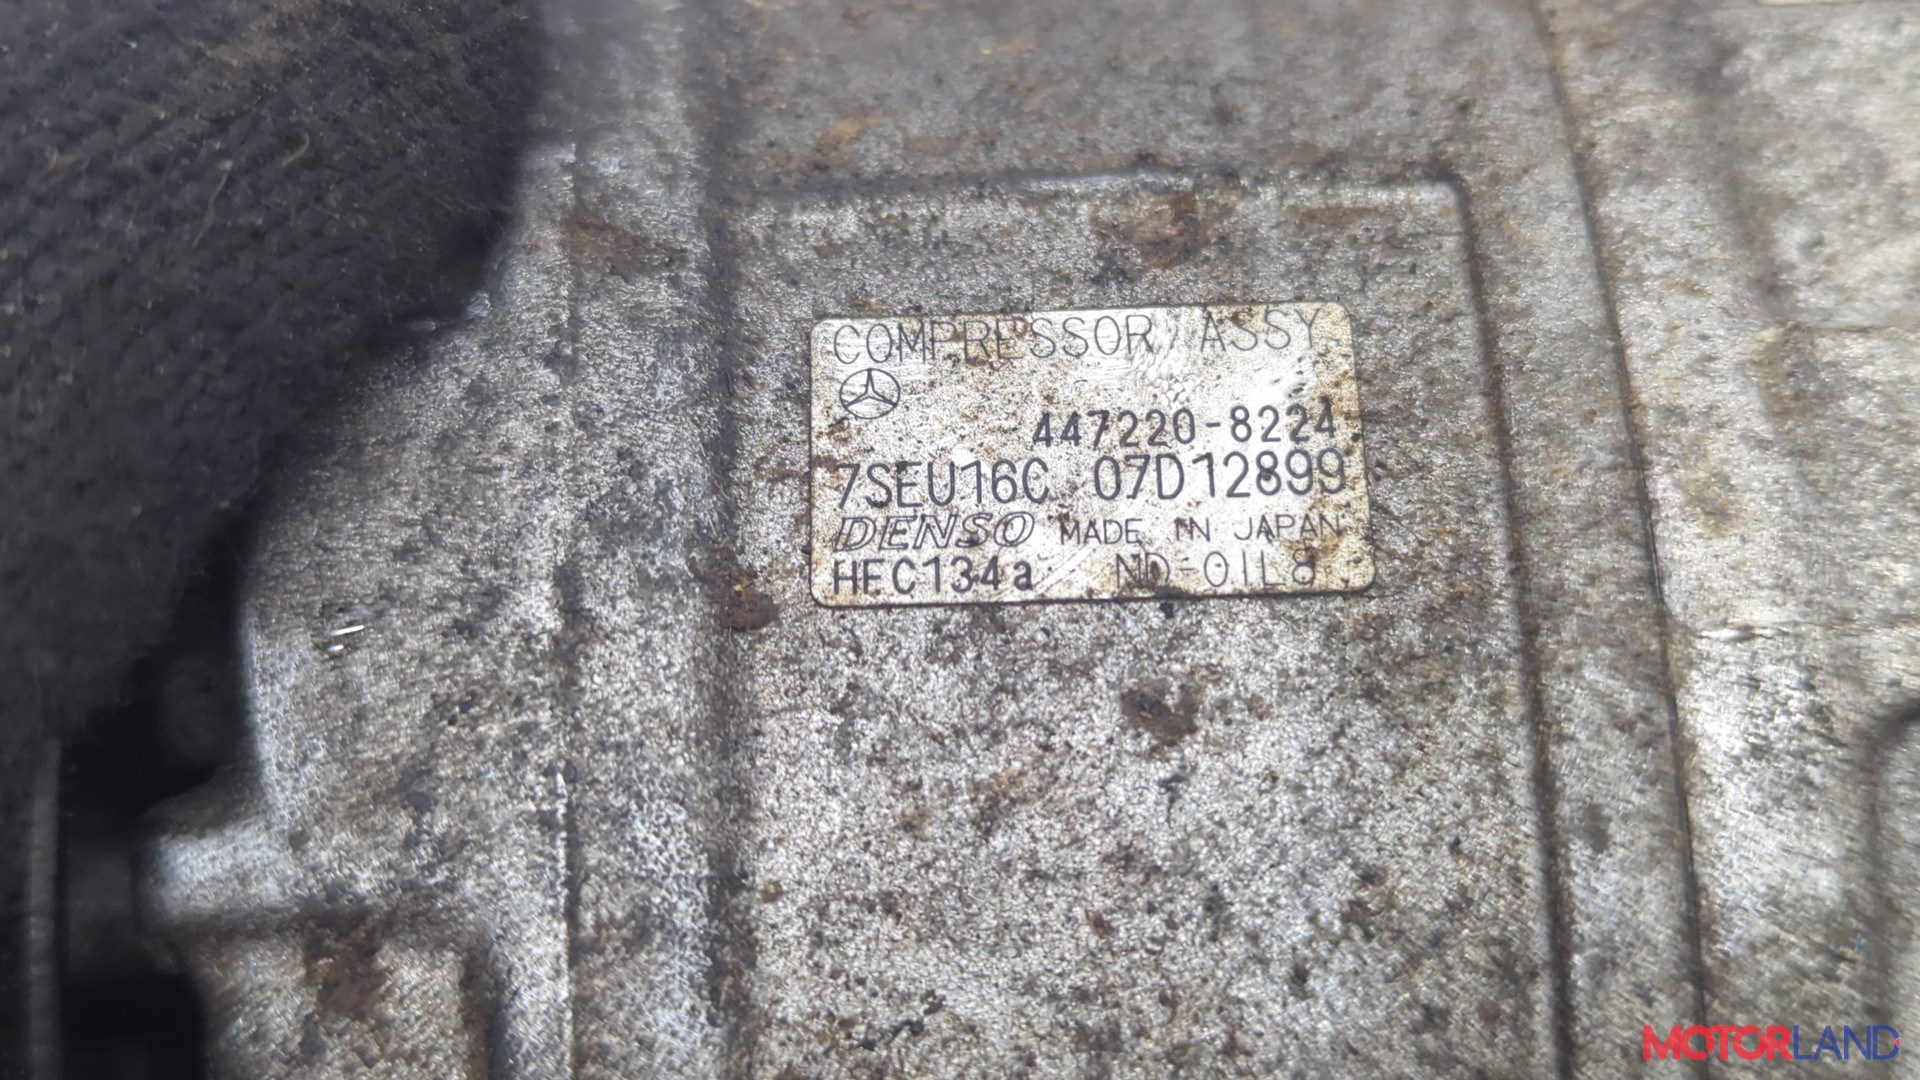 COMPRESSOR ASSY
447220-8224
7SEU16C 07D12899
DENSO MADE IN JAPAN
HFC134a ND-OIL8
MOTORLAND